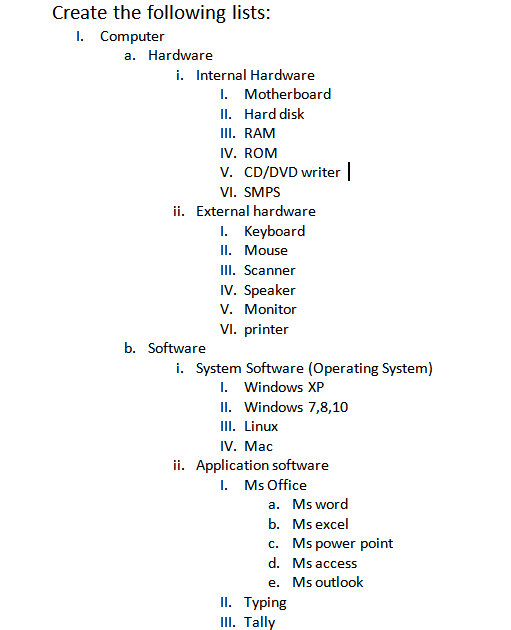 Create the following lists:
I. Computer
a. Hardware
i. Internal Hardware
I. Motherboard
II. Hard disk
III. RAM
IV. ROM
V. CD/DVD writer
VI. SMPS
ii. External hardware
I. Keyboard
II. Mouse
III. Scanner
IV. Speaker
V. Monitor
VI. printer
b. Software
i. System Software (Operating System)
I. Windows XP
II. Windows 7,8,10
III. Linux
IV. Mac
ii. Application software
I. Ms Office
a. Ms word
b. Ms excel
c. Ms power point
d. Ms access
e. Ms outlook
II. Typing
III. Tally